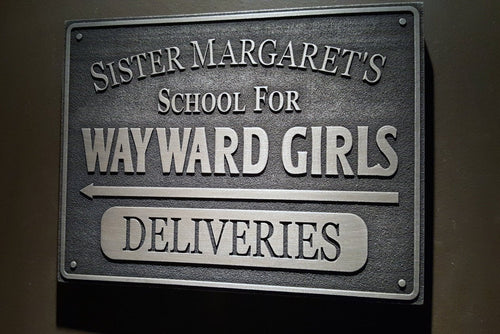 SISTER MARGARET'S
SCHOOL FOR
WAYWARD GIRLS
DELIVERIES